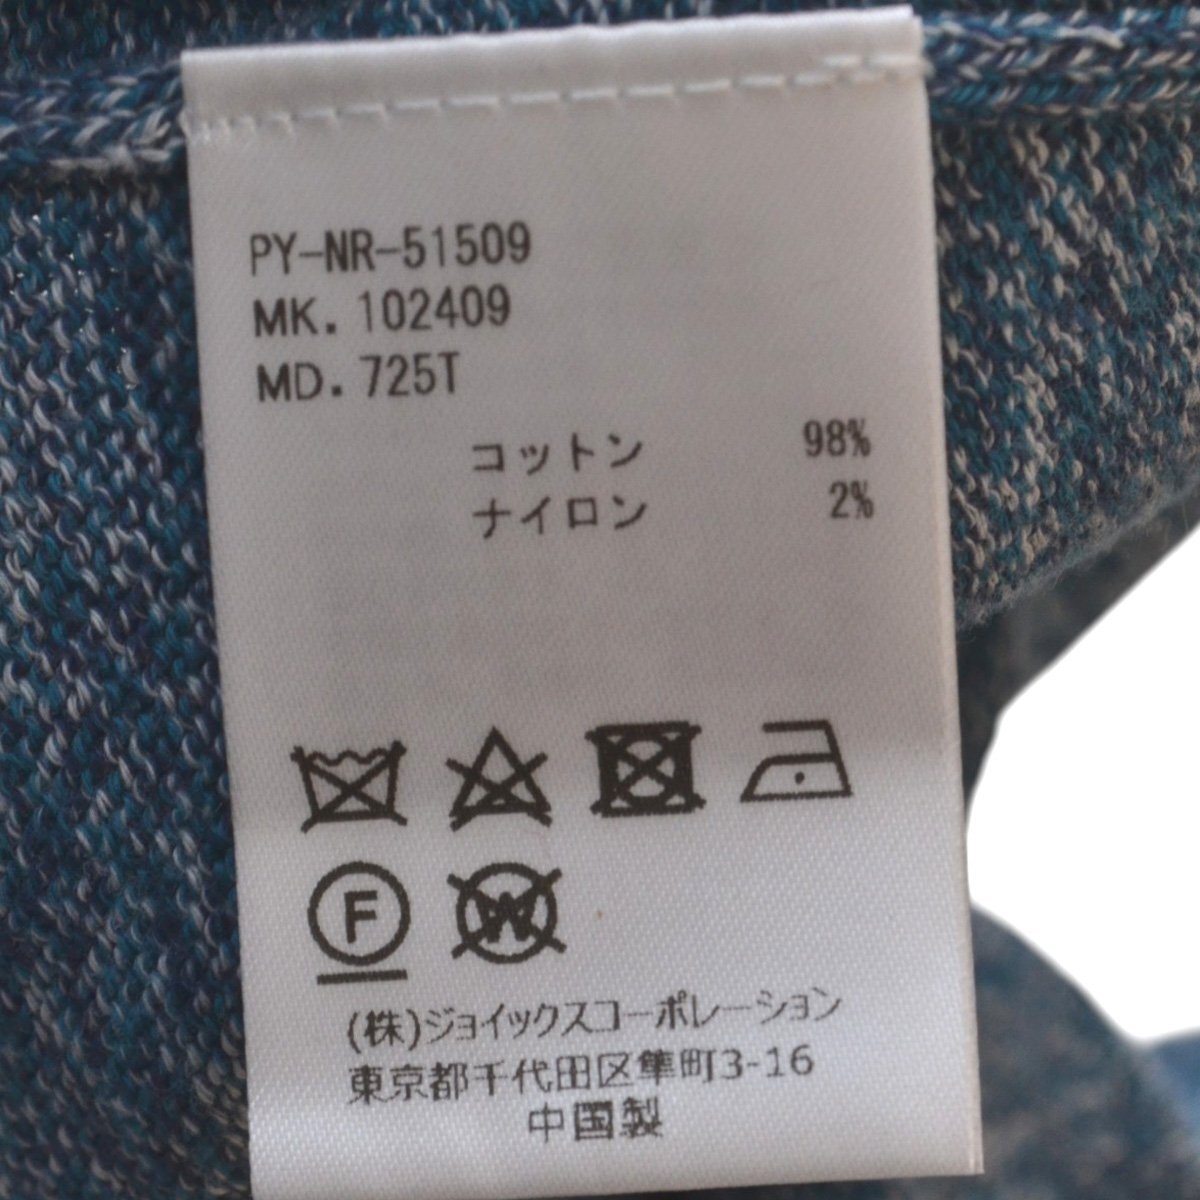 PY-NR-51509
MK. 102409
MD. 725T
コットン 98%
ナイロン 2%
F W
(株)ジョイックスコーポレーション
東京都千代田区隼町3-16
中国製